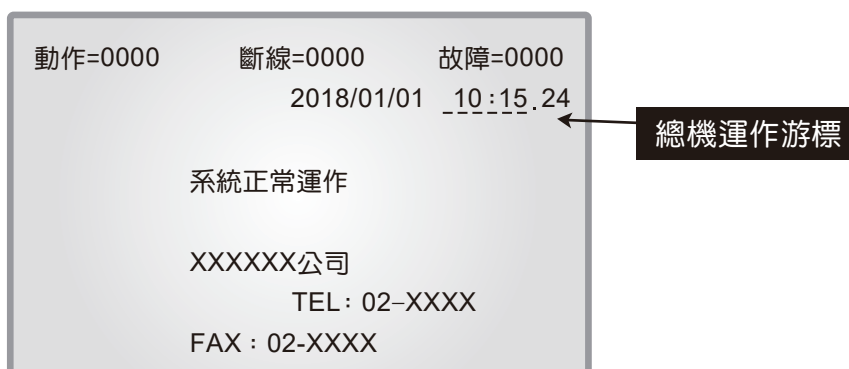 動作=0000 斷線=0000 故障=0000
2018/01/01 10:15.24
總機運作游標
系統正常運作
XXXXXX公司
TEL: 02–XXXX
FAX : 02-XXXX